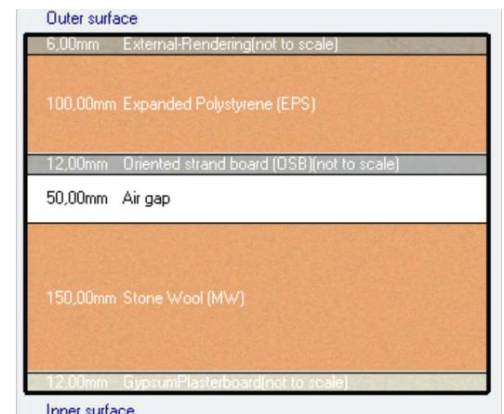 Outer surface
6,00mm External-Rendering(not to scale)
100,00mm Expanded Polystyrene (EPS)
12,00mm Oriented strand board (OSB)(not to scale)
50,00mm Air gap
150,00mm Stone Wool (MW)
12,00mm GypsumPlasterboard(not to scale)
Inner surface